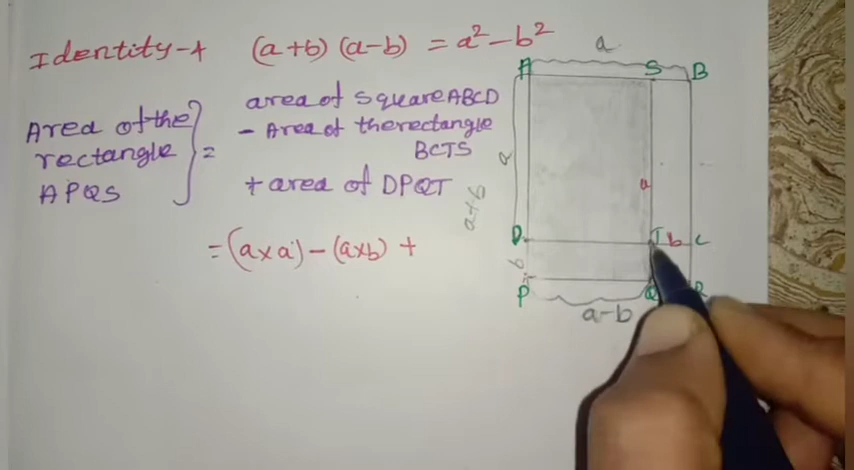 Identity-4 (a+b) (a-b) = a² - b²
Area of the rectangle APQS } =
area of square ABCD
- Area of the rectangle BCTS
+ area of DPQT
= (a x a) - (a x b) +
a
A S B
a
a
a+b
D T b C
b
P Q R
a-b